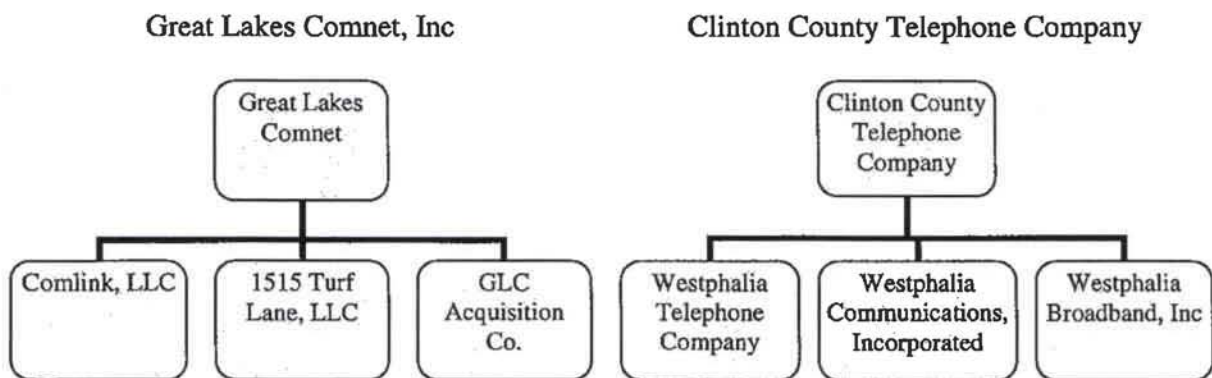 Great Lakes Comnet, Inc
Great Lakes
Comnet
Comlink, LLC
1515 Turf
Lane, LLC
GLC
Acquisition
Co.
Clinton County Telephone Company
Clinton County
Telephone
Company
Westphalia
Telephone
Company
Westphalia
Communications,
Incorporated
Westphalia
Broadband, Inc